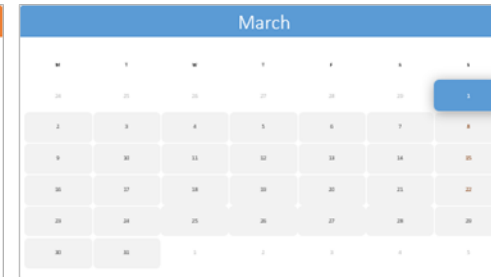 March
M T W T F S S
24 25 26 27 28 29 1
2 3 4 5 6 7 8
9 10 11 12 13 14 15
16 17 18 19 20 21 22
23 24 25 26 27 28 29
30 31 1 2 3 4 5